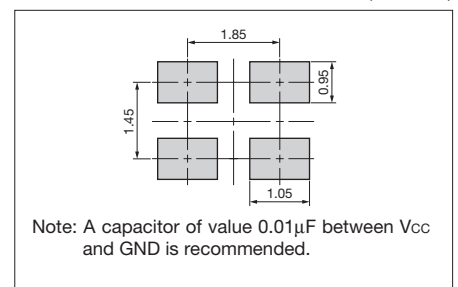 1.85
0.95
1.45
1.05
Note: A capacitor of value 0.01μF between Vcc
and GND is recommended.